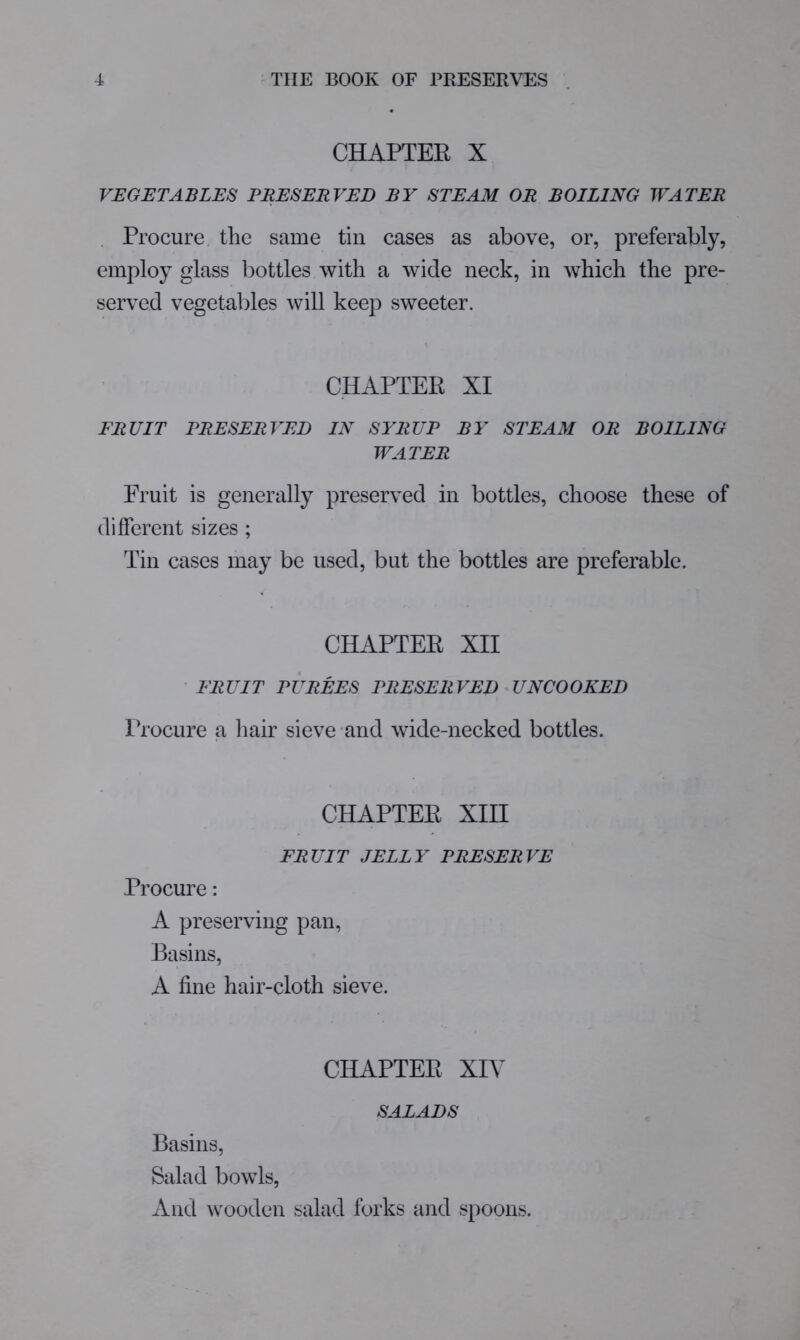 4 THE BOOK OF PRESERVES
CHAPTER X
VEGETABLES PRESERVED BY STEAM OR BOILING WATER
Procure the same tin cases as above, or, preferably,
employ glass bottles with a wide neck, in which the pre-
served vegetables will keep sweeter.
CHAPTER XI
FRUIT PRESERVED IN SYRUP BY STEAM OR BOILING
WATER
Fruit is generally preserved in bottles, choose these of
different sizes ;
Tin cases may be used, but the bottles are preferable.
CHAPTER XII
FRUIT PURÉES PRESERVED UNCOOKED
Procure a hair sieve and wide-necked bottles.
CHAPTER XIII
FRUIT JELLY PRESERVE
Procure :
A preserving pan,
Basins,
A fine hair-cloth sieve.
CHAPTER XIV
SALADS
Basins,
Salad bowls,
And wooden salad forks and spoons.